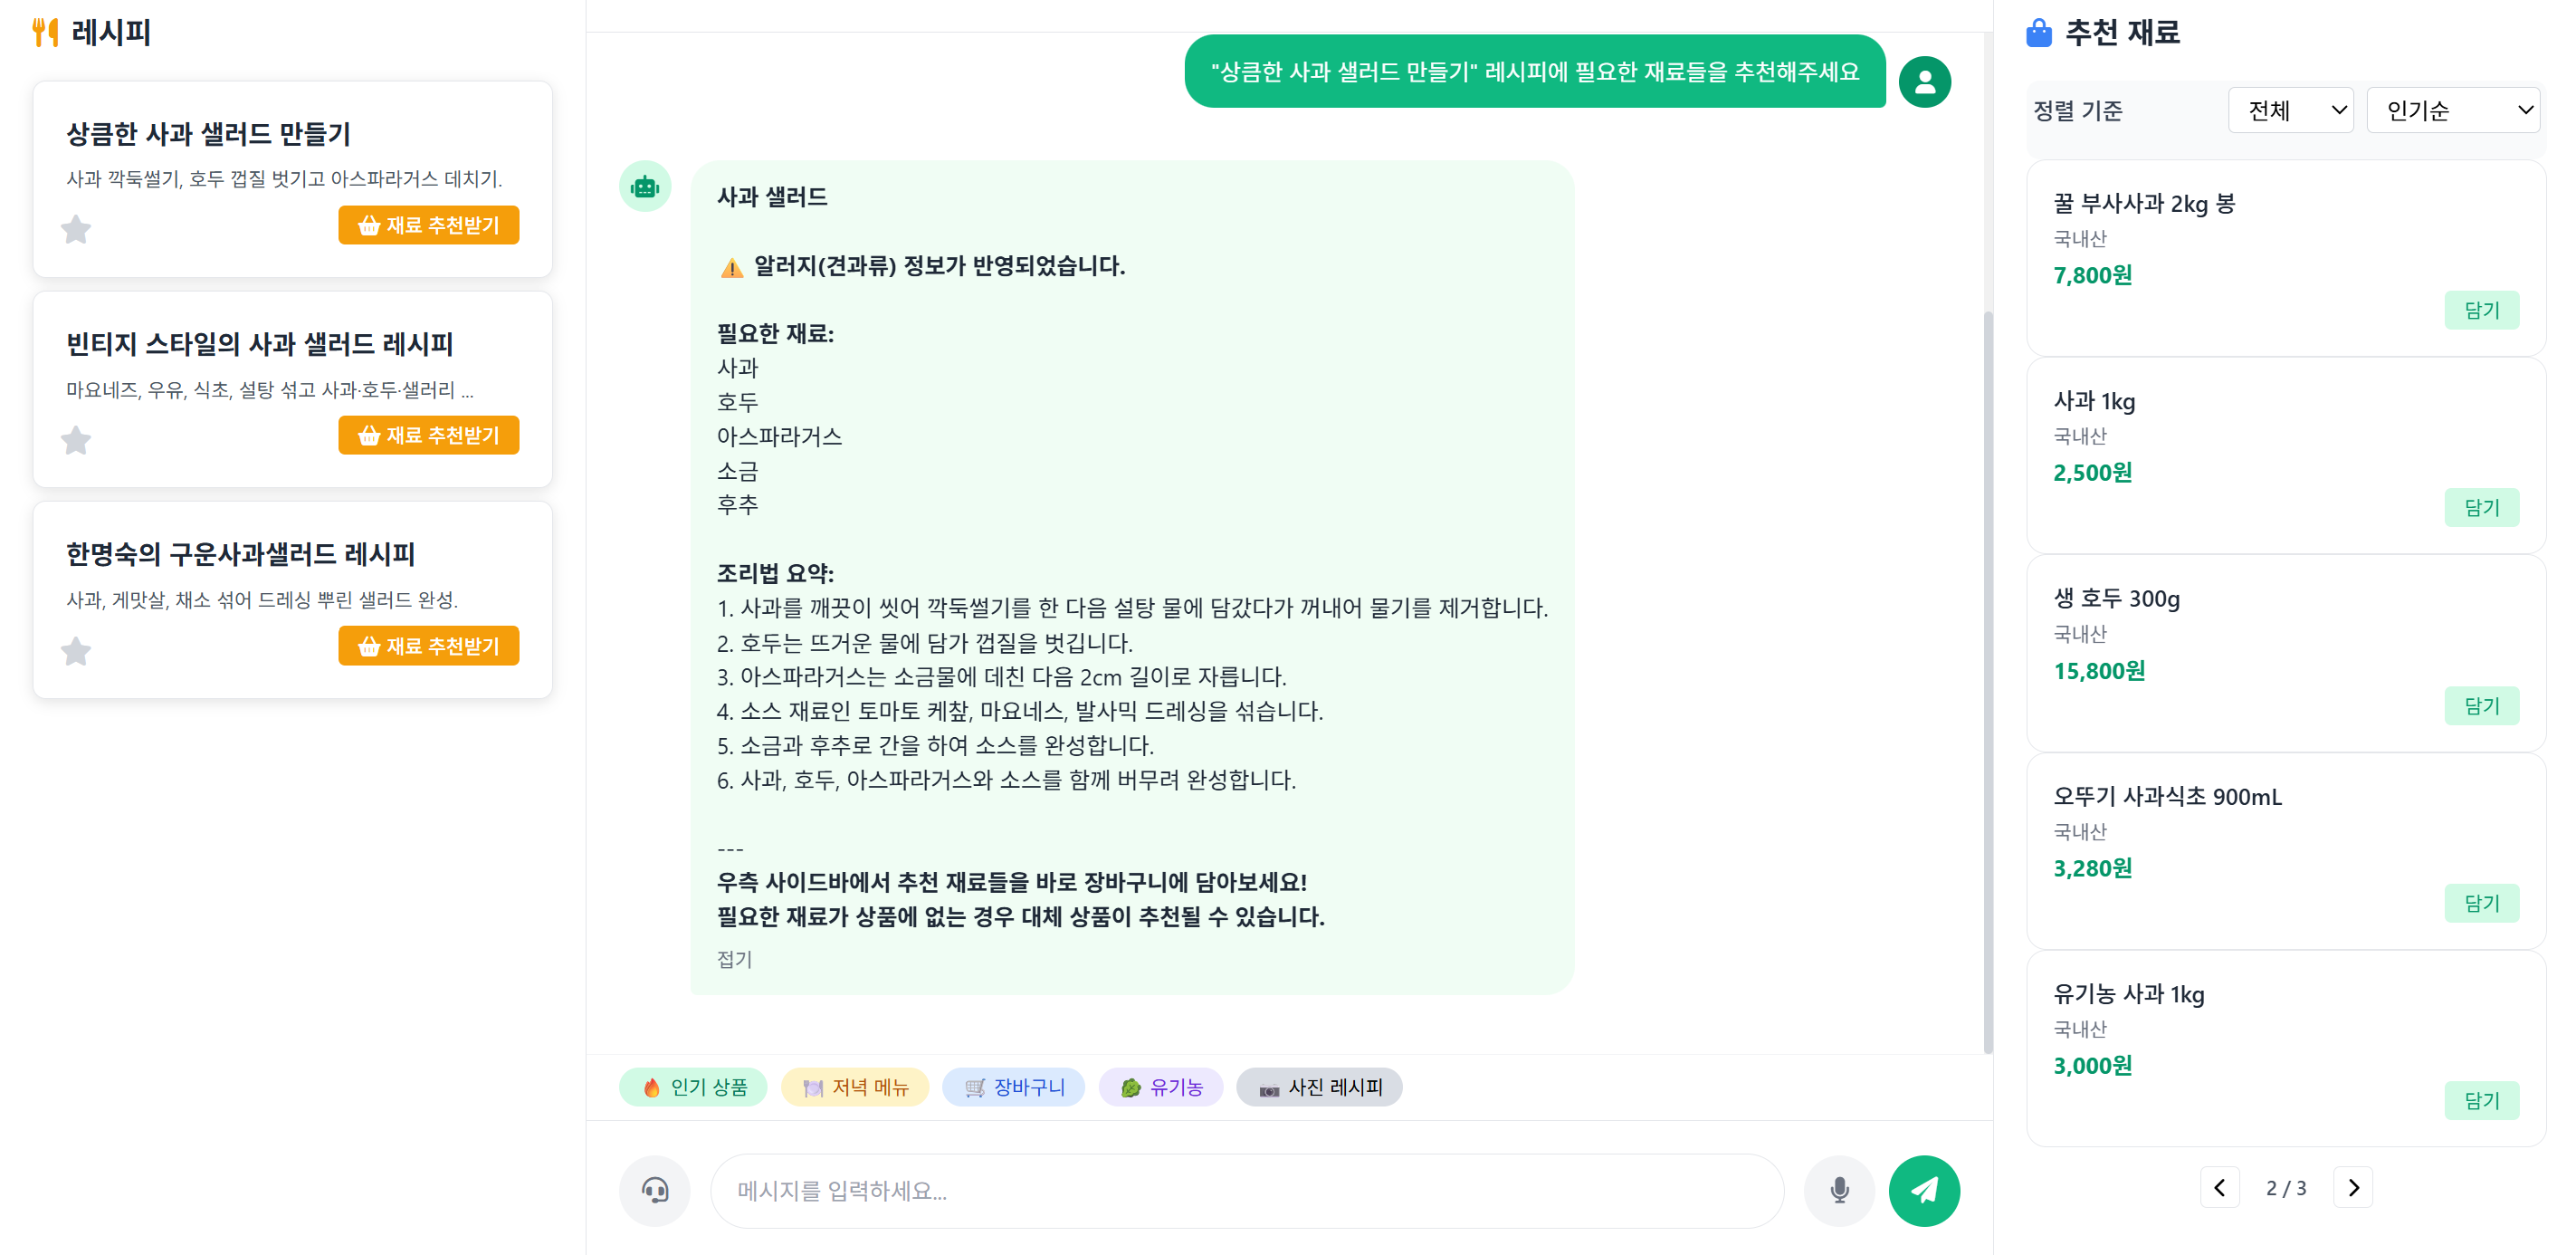 레시피
상큼한 사과 샐러드 만들기
사과 깍둑썰기, 호두 껍질 벗기고 아스파라거스 데치기.
재료 추천받기
빈티지 스타일의 사과 샐러드 레시피
마요네즈, 우유, 식초, 설탕 섞고 사과·호두·샐러리 ...
재료 추천받기
한명숙의 구운사과샐러드 레시피
사과, 게맛살, 채소 섞어 드레싱 뿌린 샐러드 완성.
재료 추천받기
"상큼한 사과 샐러드 만들기" 레시피에 필요한 재료들을 추천해주세요
사과 샐러드
⚠️ 알러지(견과류) 정보가 반영되었습니다.
필요한 재료:
사과
호두
아스파라거스
소금
후추
조리법 요약:
1. 사과를 깨끗이 씻어 깍둑썰기를 한 다음 설탕 물에 담갔다가 꺼내어 물기를 제거합니다.
2. 호두는 뜨거운 물에 담가 껍질을 벗깁니다.
3. 아스파라거스는 소금물에 데친 다음 2cm 길이로 자릅니다.
4. 소스 재료인 토마토 케찹, 마요네스, 발사믹 드레싱을 섞습니다.
5. 소금과 후추로 간을 하여 소스를 완성합니다.
6. 사과, 호두, 아스파라거스와 소스를 함께 버무려 완성합니다.
---
우측 사이드바에서 추천 재료들을 바로 장바구니에 담아보세요!
필요한 재료가 상품에 없는 경우 대체 상품이 추천될 수 있습니다.
접기
🔥 인기 상품
🍽️ 저녁 메뉴
🛒 장바구니
🥬 유기농
📷 사진 레시피
메시지를 입력하세요...
추천 재료
정렬 기준
전체
인기순
꿀 부사사과 2kg 봉
국내산
7,800원
담기
사과 1kg
국내산
2,500원
담기
생 호두 300g
국내산
15,800원
담기
오뚜기 사과식초 900mL
국내산
3,280원
담기
유기농 사과 1kg
국내산
3,000원
담기
2 / 3